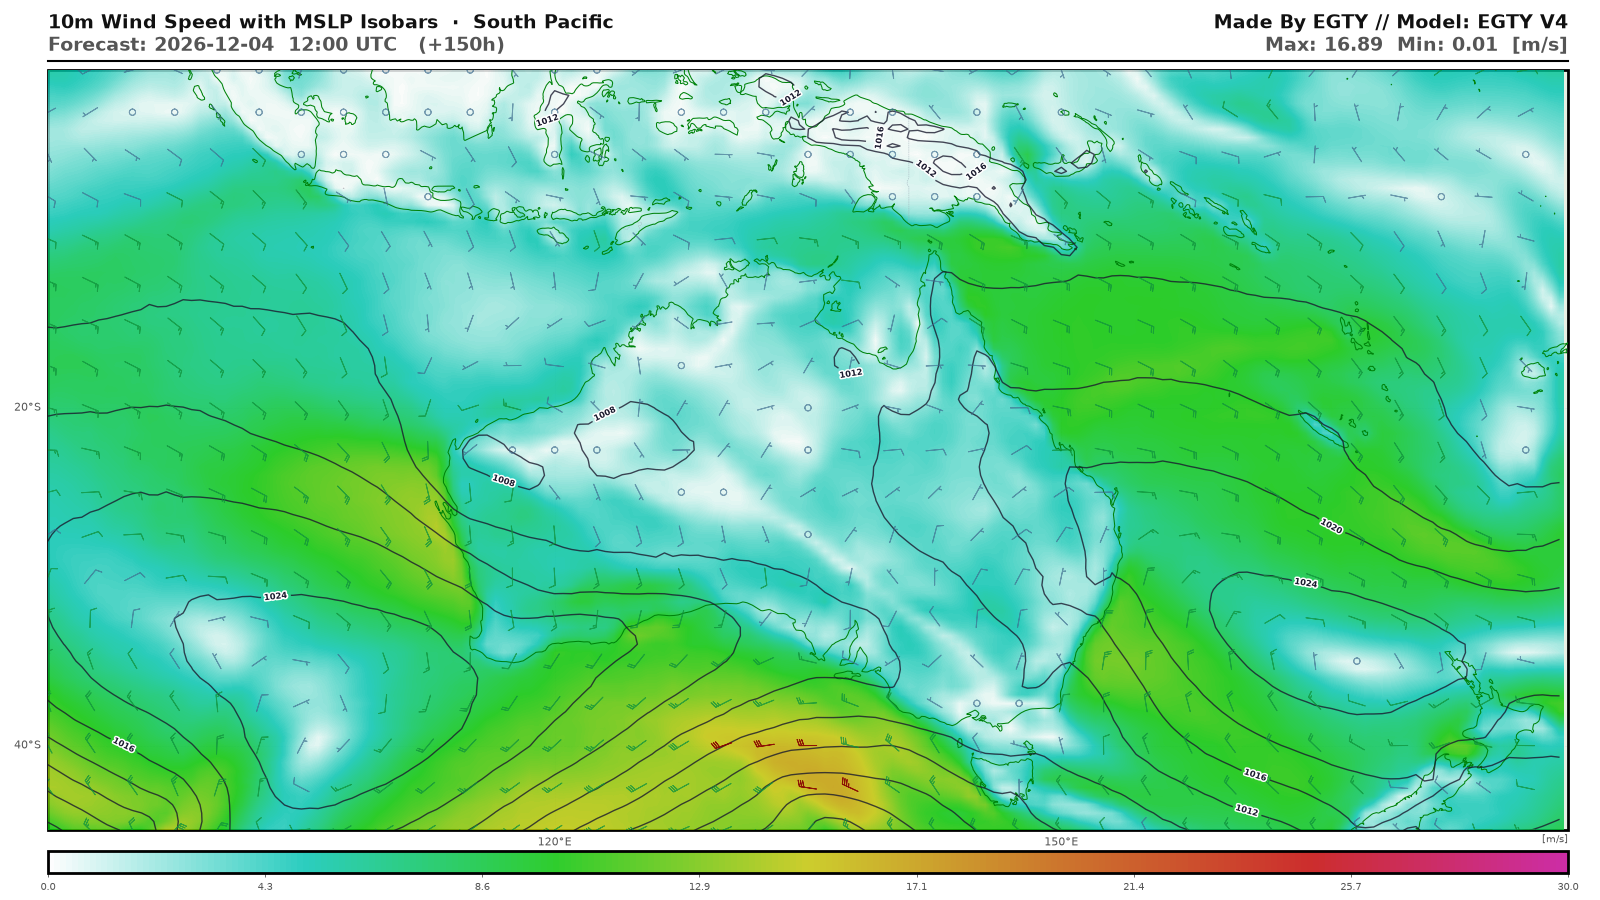 10m Wind Speed with MSLP Isobars · South Pacific
Made By EGTY // Model: EGTY V4
Forecast: 2026-12-04 12:00 UTC (+150h)
Max: 16.89 Min: 0.01 [m/s]
1012
1012
1016
1012
1016
1012
20°S
1008
1008
1020
1024
1024
40°S
1016
1016
1012
120°E
150°E
[m/s]
0.0 4.3 8.6 12.9 17.1 21.4 25.7 30.0